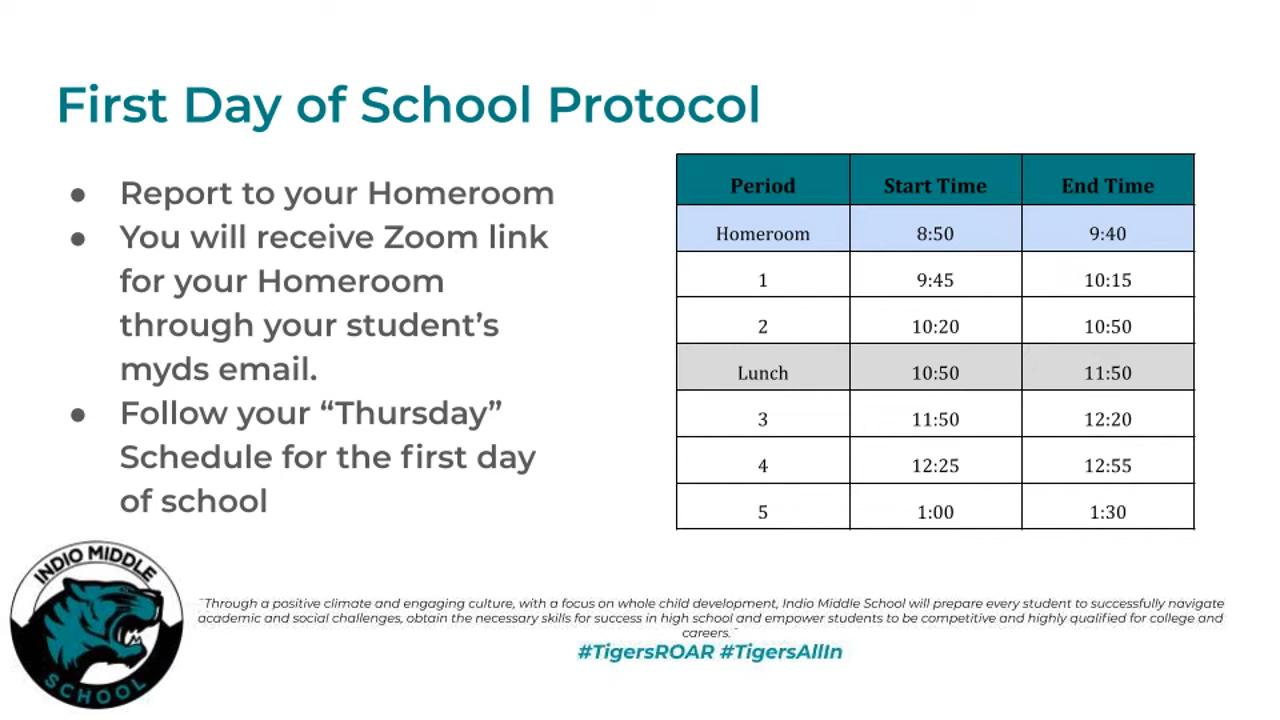 First Day of School Protocol
● Report to your Homeroom
● You will receive Zoom link
for your Homeroom
through your student's
myds email.
● Follow your “Thursday”
Schedule for the first day
of school
Period Start Time End Time
Homeroom 8:50 9:40
1 9:45 10:15
2 10:20 10:50
Lunch 10:50 11:50
3 11:50 12:20
4 12:25 12:55
5 1:00 1:30
INDIO MIDDLE
SCHOOL
¨Through a positive climate and engaging culture, with a focus on whole child development, Indio Middle School will prepare every student to successfully navigate
academic and social challenges, obtain the necessary skills for success in high school and empower students to be competitive and highly qualified for college and
careers.¨
#TigersROAR #TigersAllIn